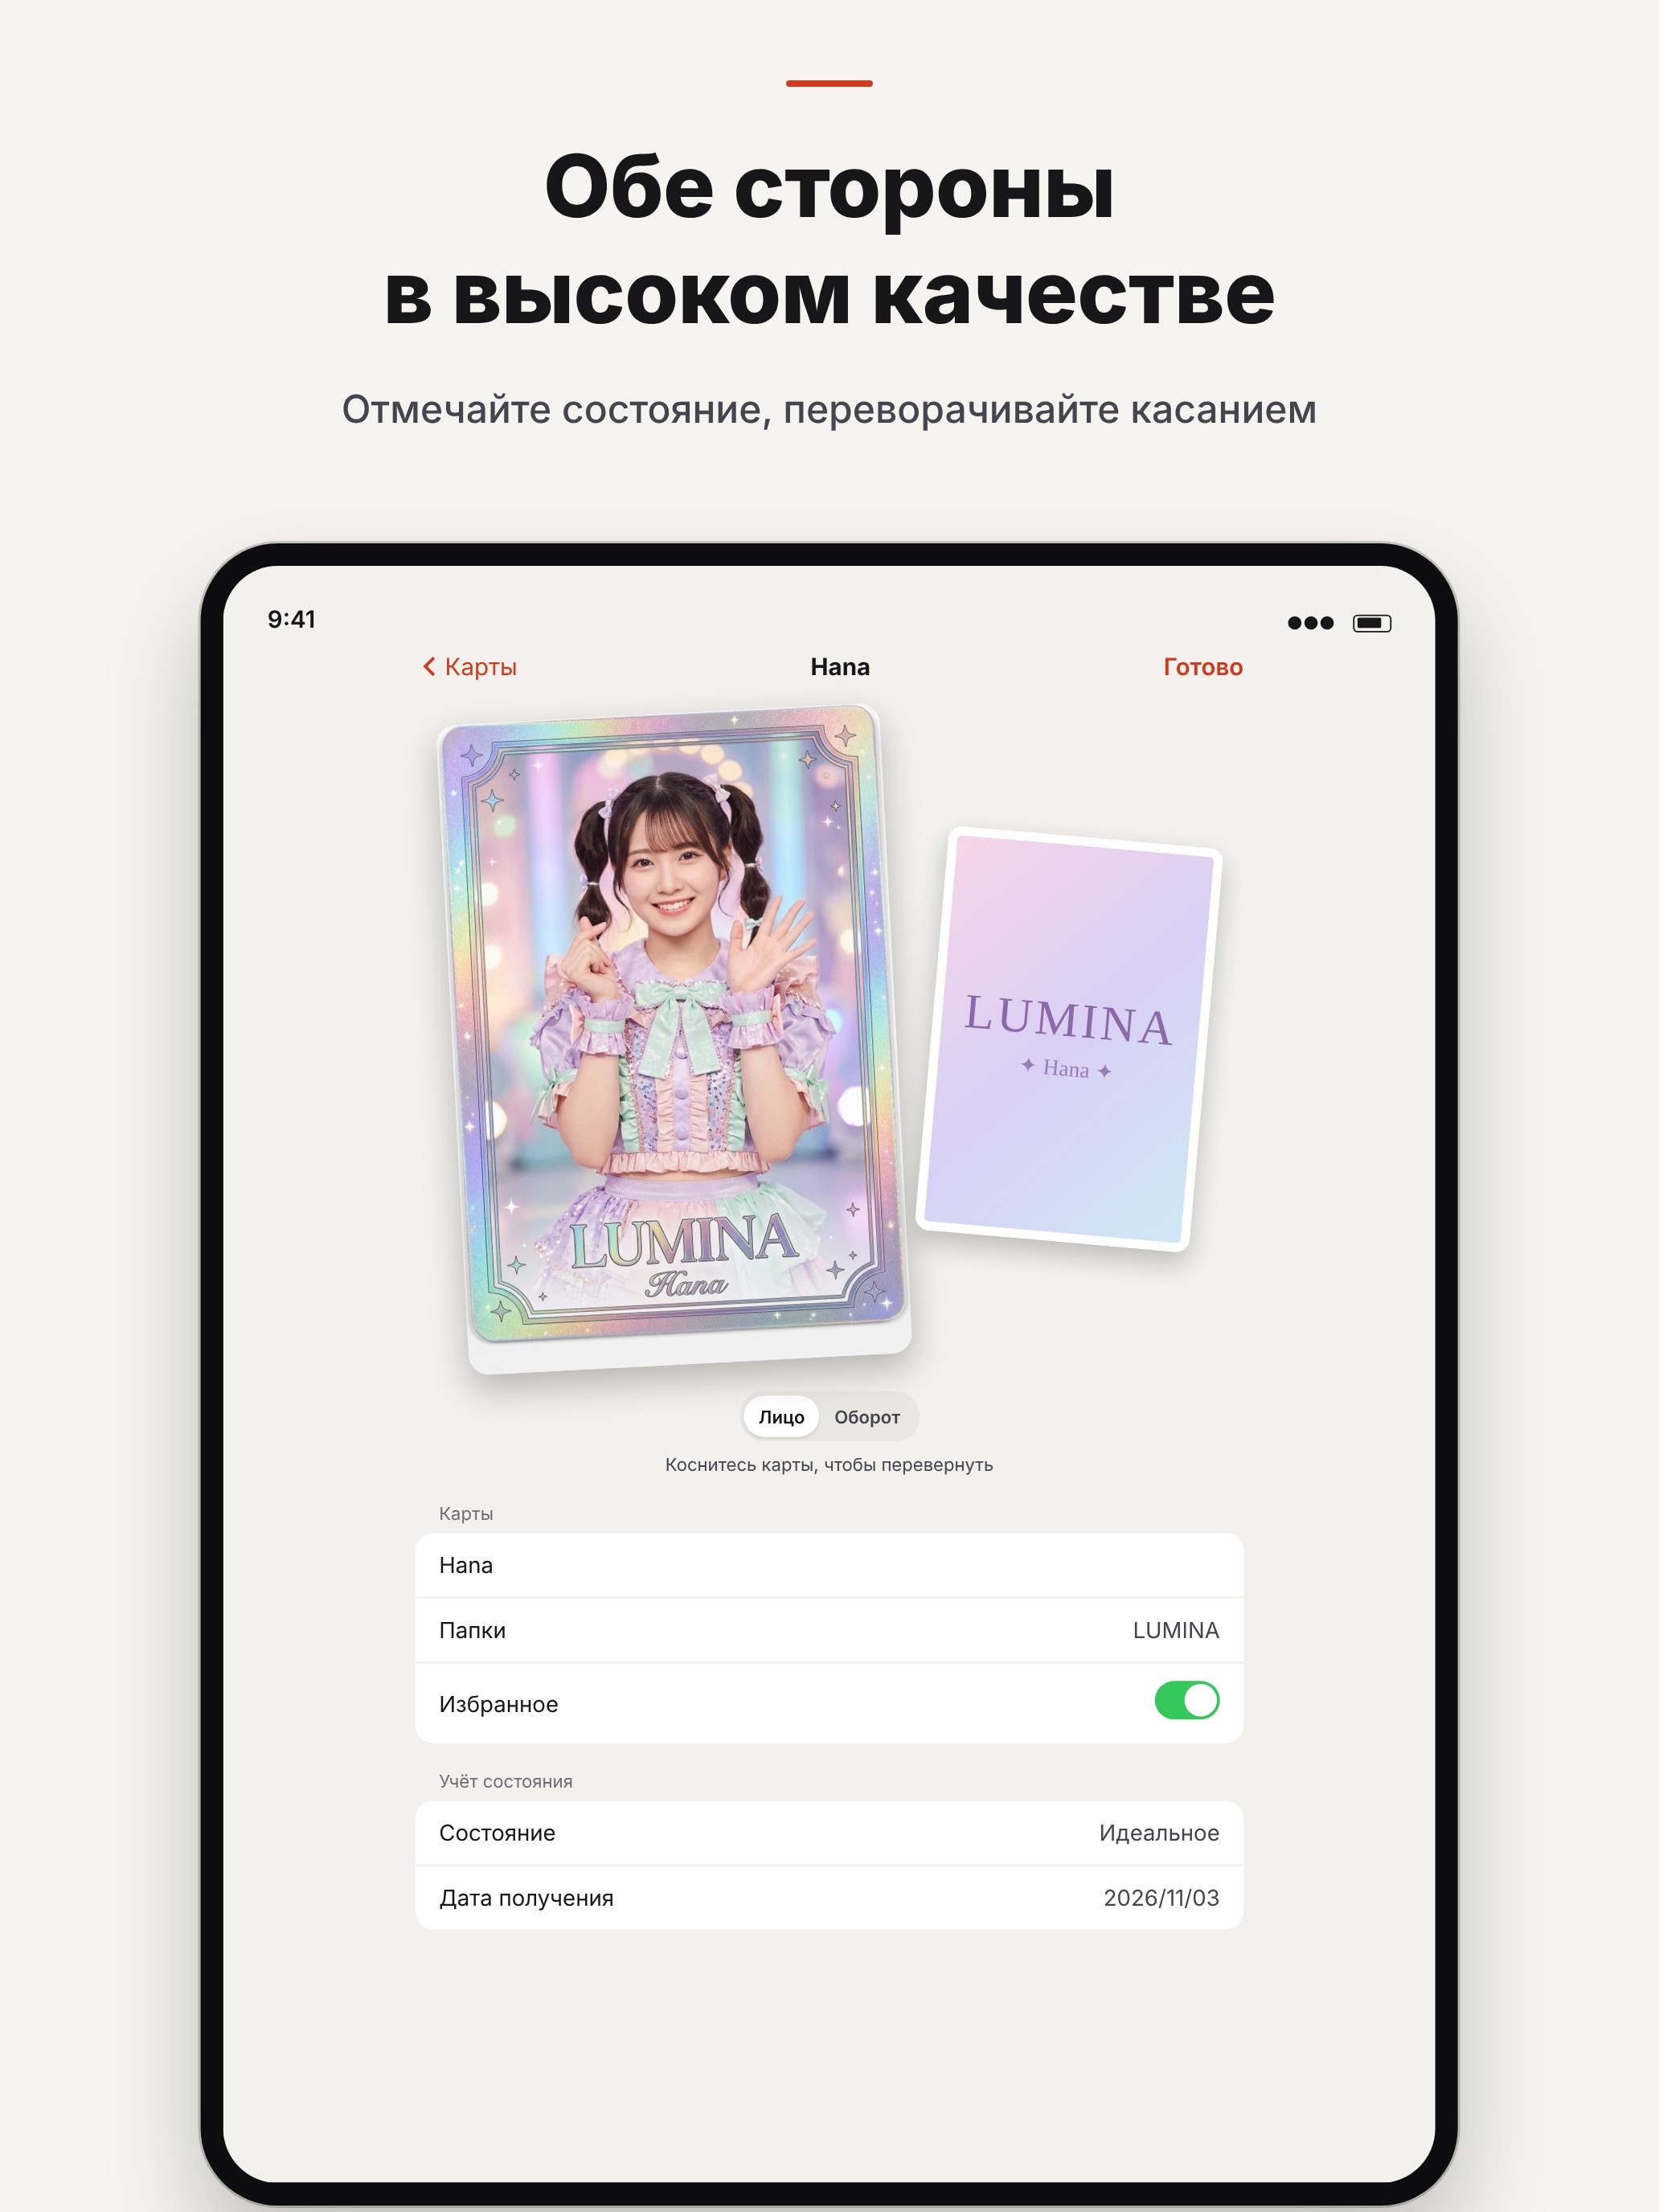 Обе стороны
в высоком качестве
Отмечайте состояние, переворачивайте касанием
9:41
Карты
Hana
Готово
LUMINA
Hana
LUMINA
✦ Hana ✦
Лицо
Оборот
Коснитесь карты, чтобы перевернуть
Карты
Hana
Папки
LUMINA
Избранное
Учёт состояния
Состояние
Идеальное
Дата получения
2026/11/03